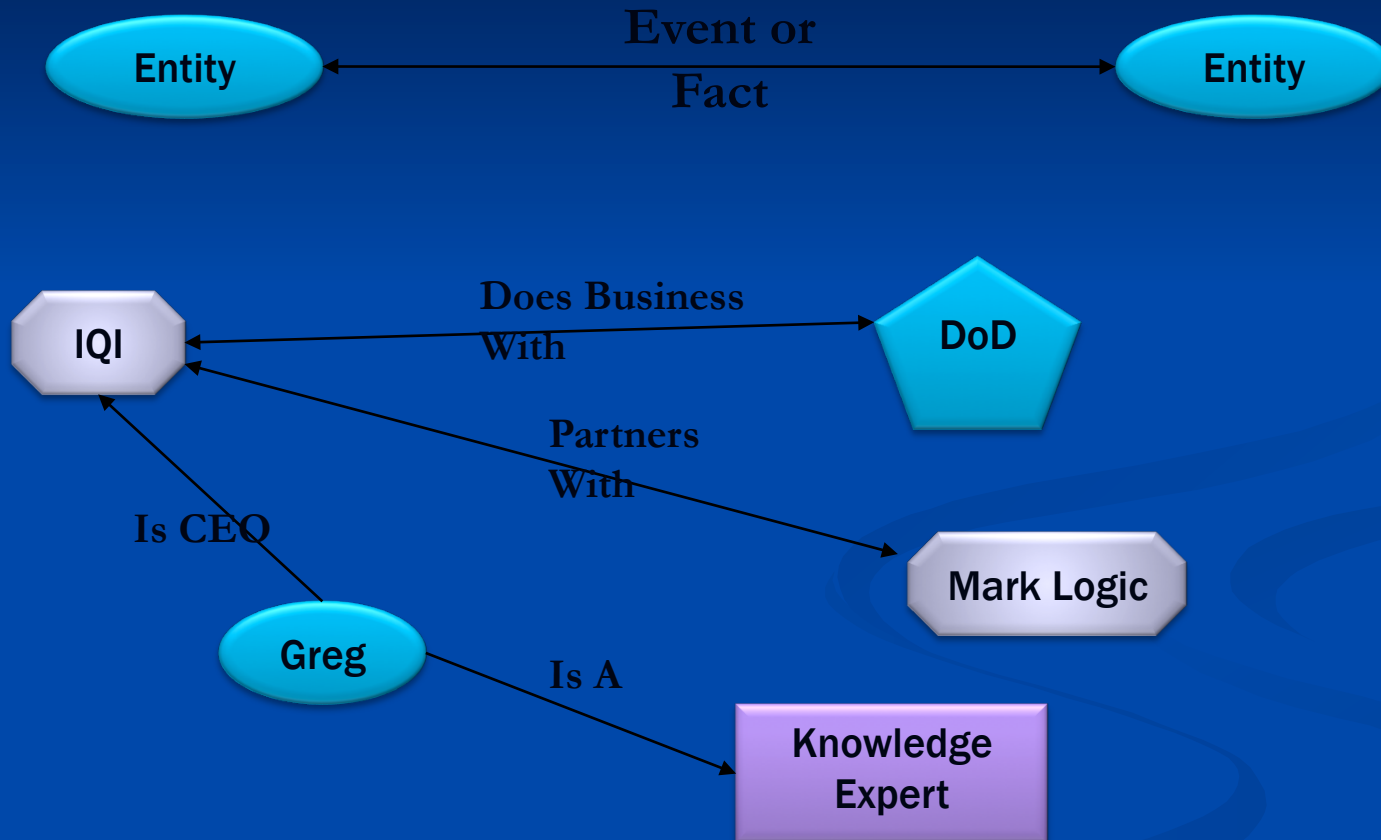 Entity
Event or
Fact
Entity
IQI
Does Business
With
DoD
Partners
With
Is CEO
Mark Logic
Greg
Is A
Knowledge
Expert